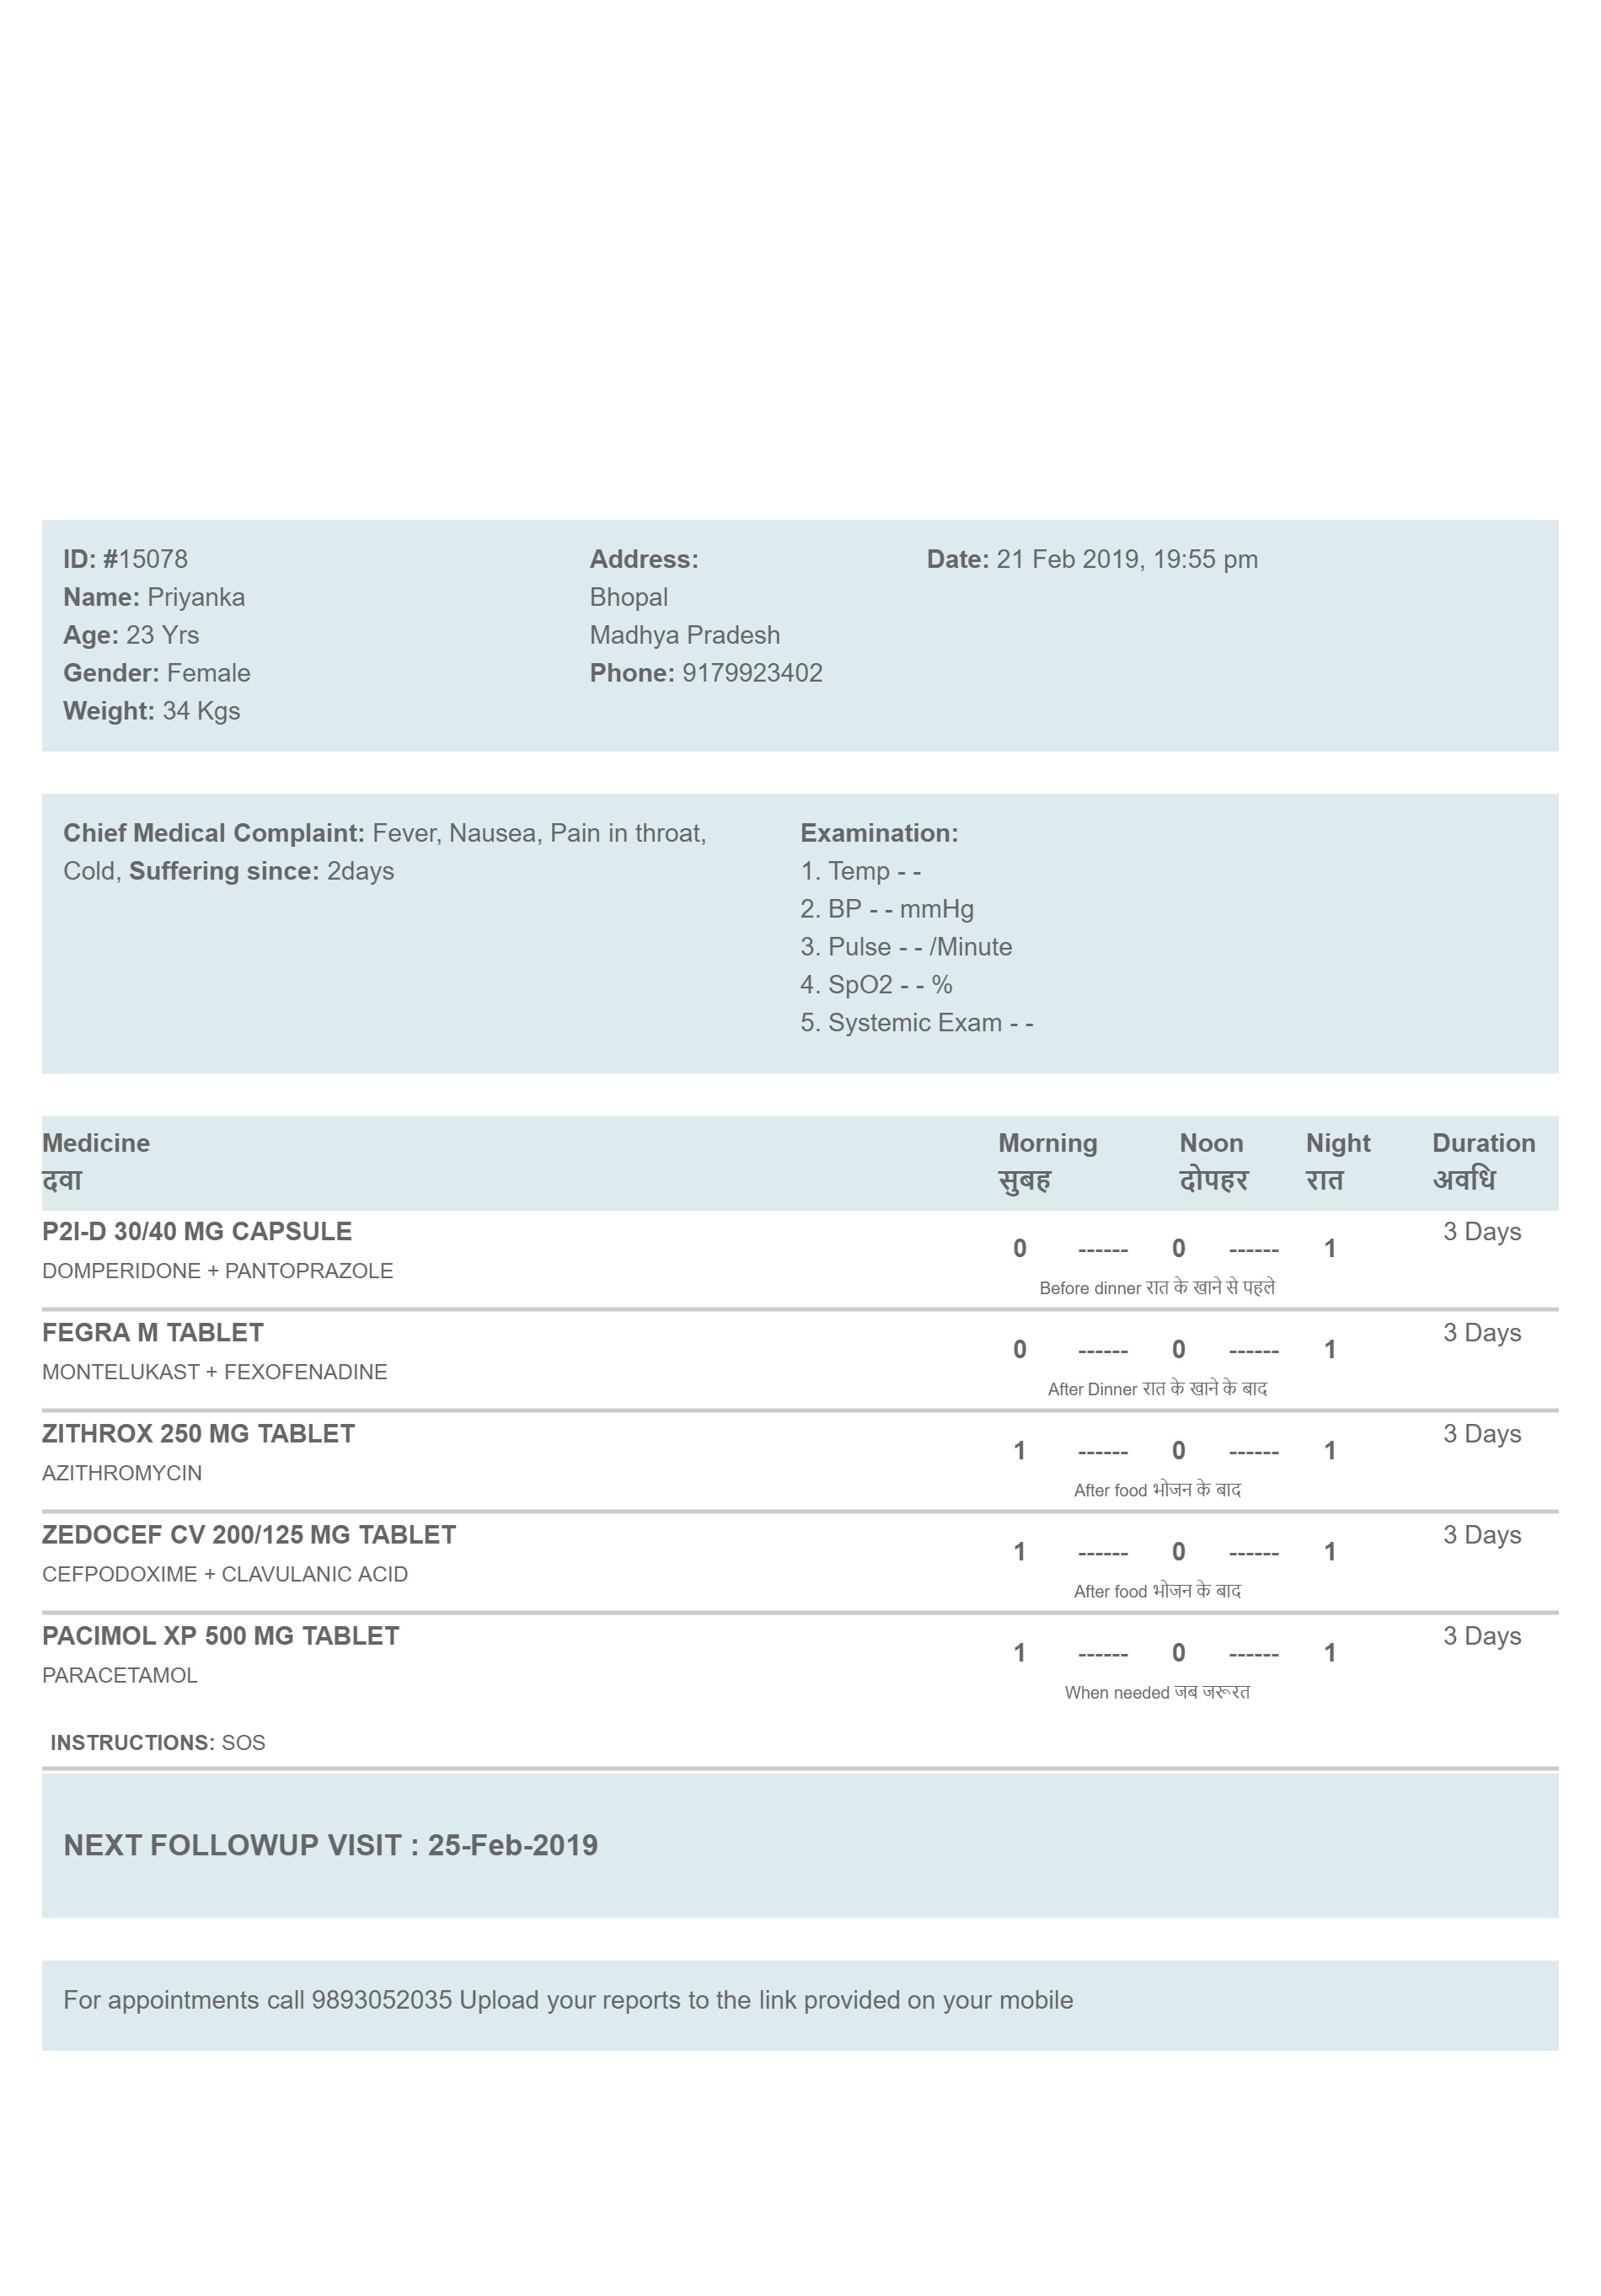 ID: #15078
Name: Priyanka
Age: 23 Yrs
Gender: Female
Weight: 34 Kgs
Address:
Bhopal
Madhya Pradesh
Phone: 9179923402
Date: 21 Feb 2019, 19:55 pm
Chief Medical Complaint: Fever, Nausea, Pain in throat,
Cold, Suffering since: 2days
Examination:
1. Temp - -
2. BP - - mmHg
3. Pulse - - /Minute
4. SpO2 - - %
5. Systemic Exam - -
Medicine Morning Noon Night Duration
दवा सुबह दोपहर रात अवधि
P2I-D 30/40 MG CAPSULE 3 Days
0 ------ 0 ------ 1
DOMPERIDONE + PANTOPRAZOLE
Before dinner रात के खाने से पहले
FEGRA M TABLET 3 Days
0 ------ 0 ------ 1
MONTELUKAST + FEXOFENADINE
After Dinner रात के खाने के बाद
ZITHROX 250 MG TABLET 3 Days
1 ------ 0 ------ 1
AZITHROMYCIN
After food भोजन के बाद
ZEDOCEF CV 200/125 MG TABLET 3 Days
1 ------ 0 ------ 1
CEFPODOXIME + CLAVULANIC ACID
After food भोजन के बाद
PACIMOL XP 500 MG TABLET 3 Days
1 ------ 0 ------ 1
PARACETAMOL
When needed जब जरूरत
INSTRUCTIONS: SOS
NEXT FOLLOWUP VISIT : 25-Feb-2019
For appointments call 9893052035 Upload your reports to the link provided on your mobile